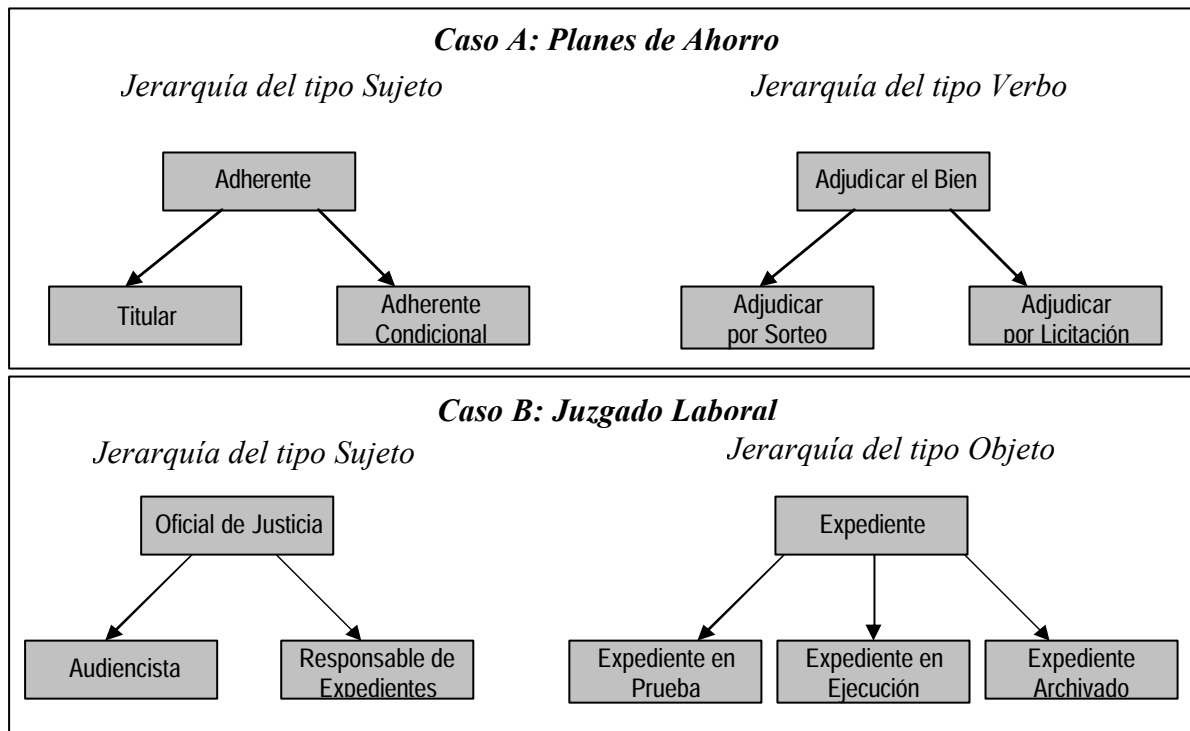 Caso A: Planes de Ahorro
Jerarquía del tipo Sujeto
Jerarquía del tipo Verbo
Adherente
Adjudicar el Bien
Titular
Adherente
Condicional
Adjudicar
por Sorteo
Adjudicar
por Licitación
Caso B: Juzgado Laboral
Jerarquía del tipo Sujeto
Jerarquía del tipo Objeto
Oficial de Justicia
Expediente
Audiencista
Responsable de
Expedientes
Expediente en
Prueba
Expediente en
Ejecución
Expediente
Archivado